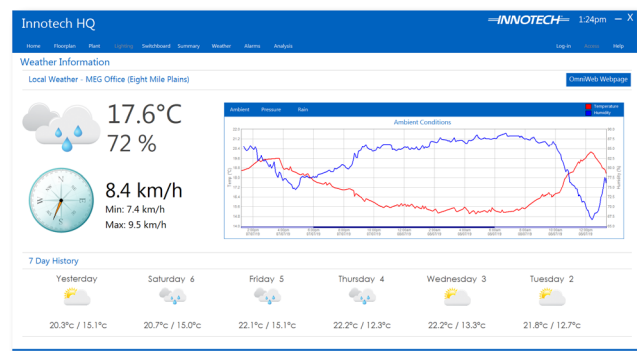 Innotech HQ
INNOTECH
1:24pm — X
Home Floorplan Plant Lighting Switchboard Summary Weather Alarms Analysis Log-In Access Help
Weather Information
Local Weather - MEG Office (Eight Mile Plains)
OmniWeb Webpage
17.6°C
72 %
8.4 km/h
Min: 7.4 km/h
Max: 9.5 km/h
Ambient Pressure Rain
Temperature
Humidity
Ambient Conditions
Temp. (°C)
Humidity (%)
7 Day History
Yesterday Saturday 6 Friday 5 Thursday 4 Wednesday 3 Tuesday 2
20.3°c / 15.1°c 20.7°c / 15.0°c 22.1°c / 15.1°c 22.2°c / 12.3°c 22.2°c / 13.3°c 21.8°c / 12.7°c